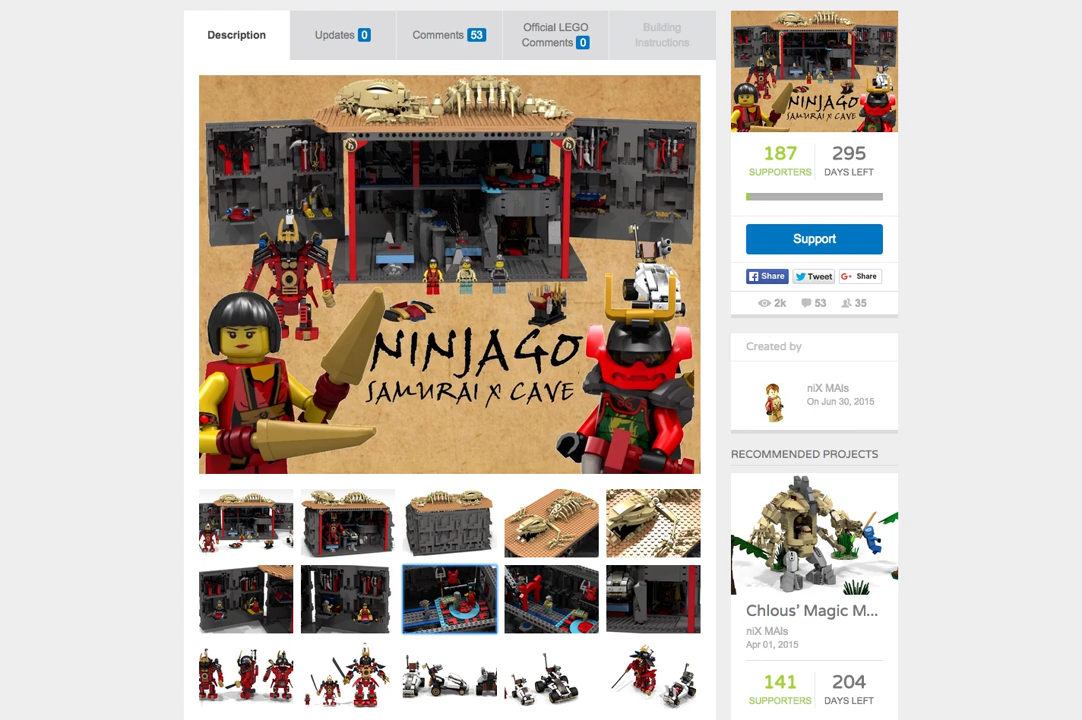 Description
Updates 0
Comments 53
Official LEGO
Comments 0
Building
Instructions
NINJAGO
SAMURAI X CAVE
NINJAGO
SAMURAI X CAVE
187
SUPPORTERS
295
DAYS LEFT
Support
Share
Tweet
G+ Share
2k
53
35
Created by
niX MAls
On Jun 30, 2015
RECOMMENDED PROJECTS
Chlous' Magic M...
niX MAls
Apr 01, 2015
141
SUPPORTERS
204
DAYS LEFT